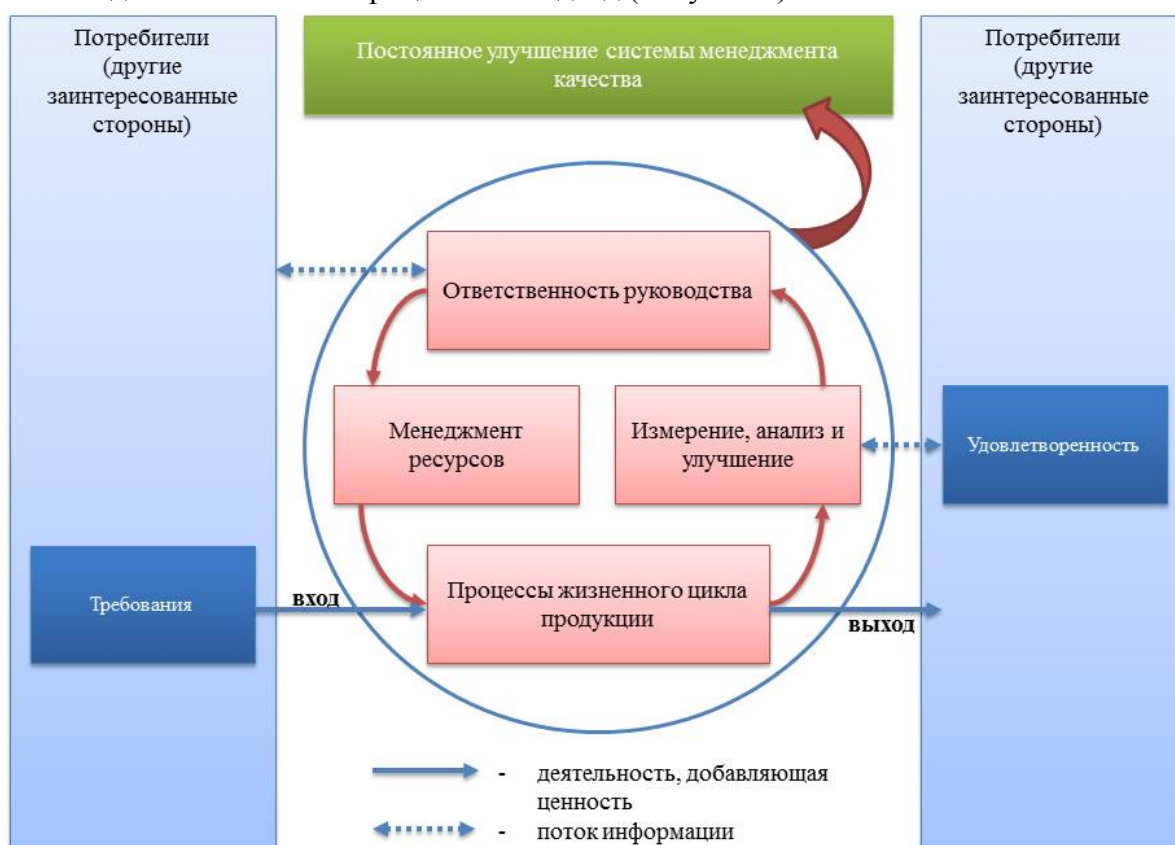 Потребители
(другие
заинтересованные
стороны)
Постоянное улучшение системы менеджмента
качества
Потребители
(другие
заинтересованные
стороны)
Ответственность руководства
Менеджмент
ресурсов
Измерение, анализ и
улучшение
Удовлетворенность
Требования
вход
Процессы жизненного цикла
продукции
выход
- деятельность, добавляющая
ценность
- поток информации